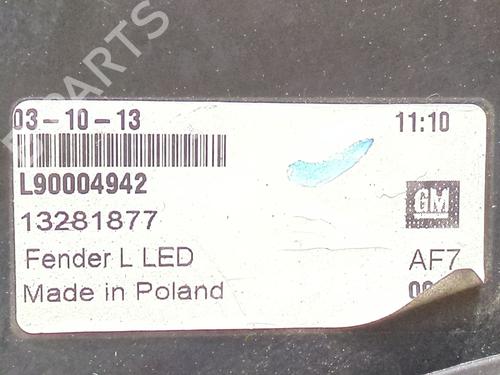 PARTS
03-10-13 11:10
L90004942
13281877 GM
Fender L LED AF7
Made in Poland